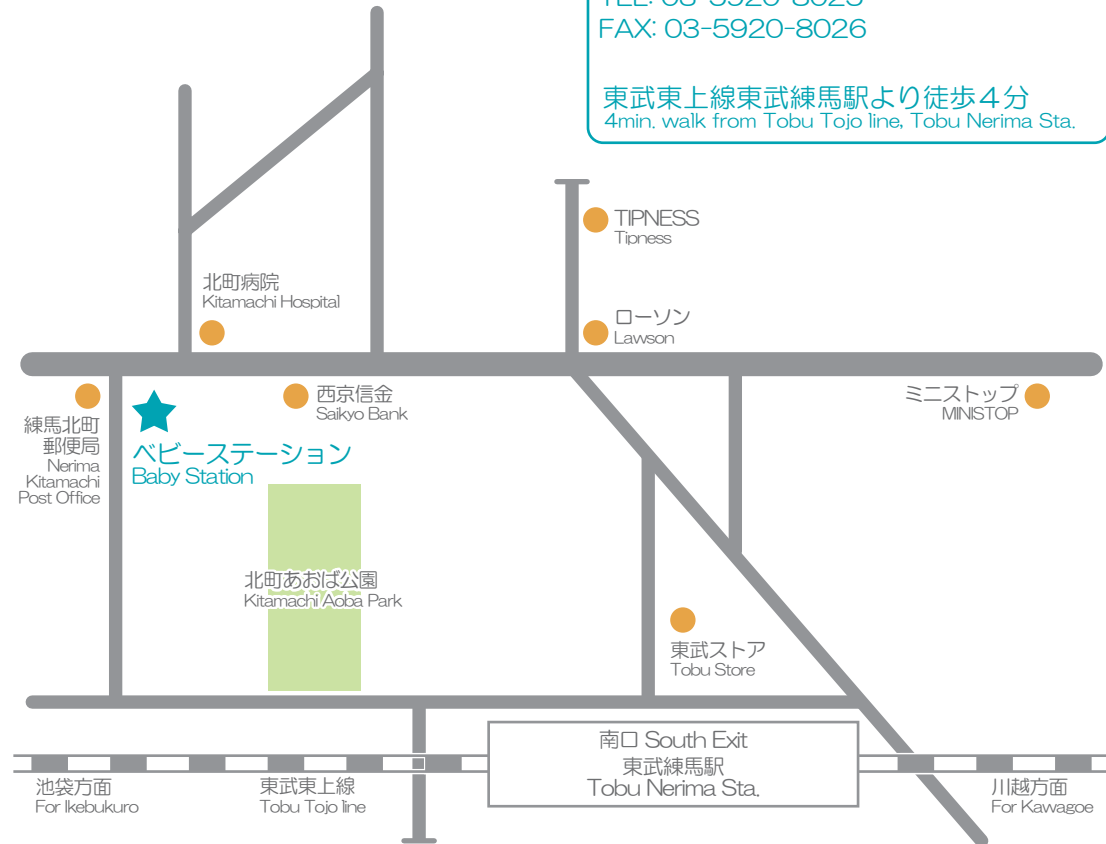 FAX: 03-5920-8026
東武東上線東武練馬駅より徒歩４分
4min. walk from Tobu Tojo line, Tobu Nerima Sta.
TIPNESS
Tipness
北町病院
Kitamachi Hospital
ローソン
Lawson
西京信金
Saikyo Bank
ミニストップ
MINISTOP
練馬北町
郵便局
Nerima
Kitamachi
Post Office
ベビーステーション
Baby Station
北町あおば公園
Kitamachi Aoba Park
東武ストア
Tobu Store
南口 South Exit
東武練馬駅
Tobu Nerima Sta.
池袋方面
For Ikebukuro
東武東上線
Tobu Tojo line
川越方面
For Kawagoe